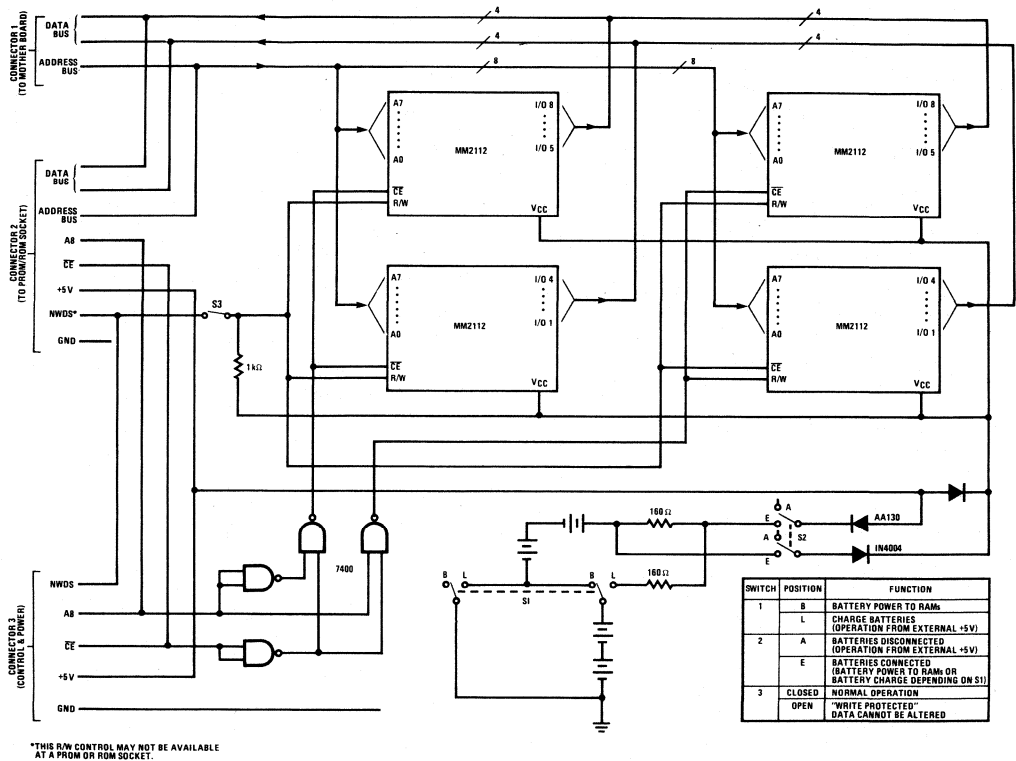 CONNECTOR 1
(TO MOTHER BOARD)
DATA
BUS
ADDRESS
BUS
4
4
4
4
8
8
A7
A0
I/O 8
I/O 5
MM2112
CE
R/W
VCC
A7
A0
I/O 8
I/O 5
MM2112
CE
R/W
VCC
CONNECTOR 2
(TO PROM/ROM SOCKET)
DATA
BUS
ADDRESS
BUS
A8
CE
+5V
NWDS*
GND
S3
1kΩ
A7
A0
I/O 4
I/O 1
MM2112
CE
R/W
VCC
A7
A0
I/O 4
I/O 1
MM2112
CE
R/W
VCC
7400
160Ω
160Ω
A
E
A
E
S2
AA130
IN4004
B
L
S1
B
L
CONNECTOR 3
(CONTROL & POWER)
NWDS
A8
CE
+5V
GND
SWITCH POSITION FUNCTION
1 B BATTERY POWER TO RAMs
L CHARGE BATTERIES
(OPERATION FROM EXTERNAL +5V)
2 A BATTERIES DISCONNECTED
(OPERATION FROM EXTERNAL +5V)
E BATTERIES CONNECTED
(BATTERY POWER TO RAMs OR
BATTERY CHARGE DEPENDING ON S1)
3 CLOSED NORMAL OPERATION
OPEN "WRITE PROTECTED"
DATA CANNOT BE ALTERED
*THIS R/W CONTROL MAY NOT BE AVAILABLE
AT A PROM OR ROM SOCKET.